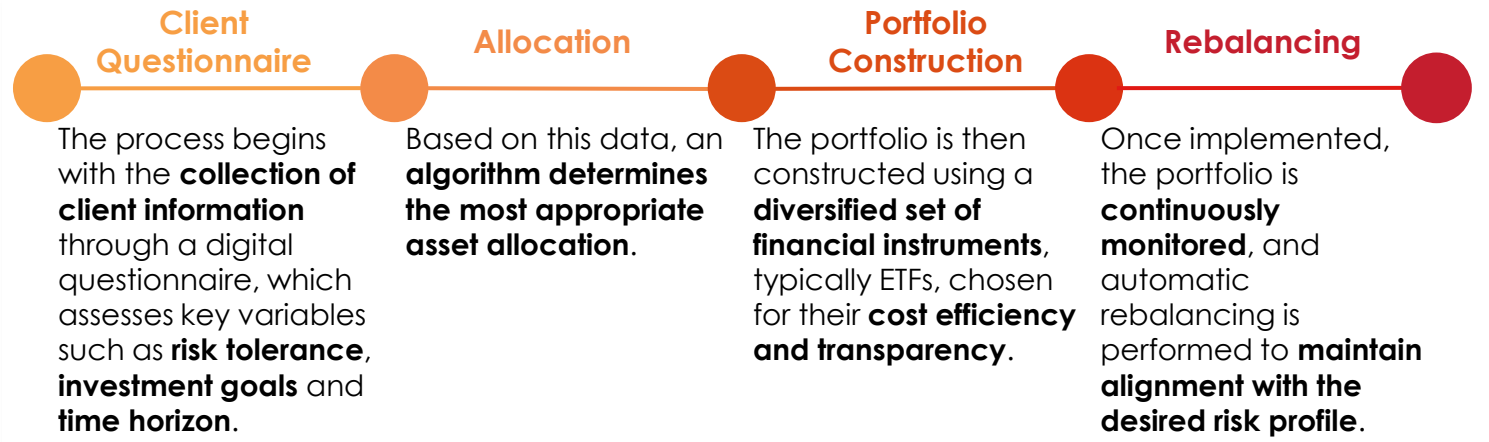 Client
Questionnaire
The process begins
with the collection of
client information
through a digital
questionnaire, which
assesses key variables
such as risk tolerance,
investment goals and
time horizon.
Allocation
Based on this data, an
algorithm determines
the most appropriate
asset allocation.
Portfolio
Construction
The portfolio is then
constructed using a
diversified set of
financial instruments,
typically ETFs, chosen
for their cost efficiency
and transparency.
Rebalancing
Once implemented,
the portfolio is
continuously
monitored, and
automatic
rebalancing is
performed to maintain
alignment with the
desired risk profile.